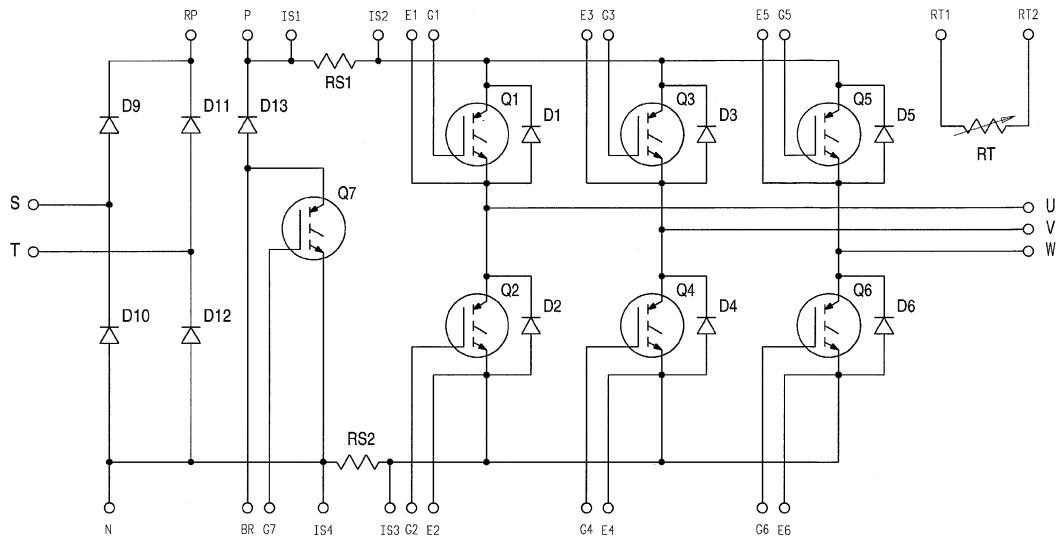 RP P IS1 IS2 E1 G1 E3 G3 E5 G5 RT1 RT2
RS1
D9 D11 D13 Q1 D1 Q3 D3 Q5 D5
RT
Q7
S U
V
T W
D10 D12 Q2 D2 Q4 D4 Q6 D6
RS2
N BR G7 IS4 IS3 G2 E2 G4 E4 G6 E6